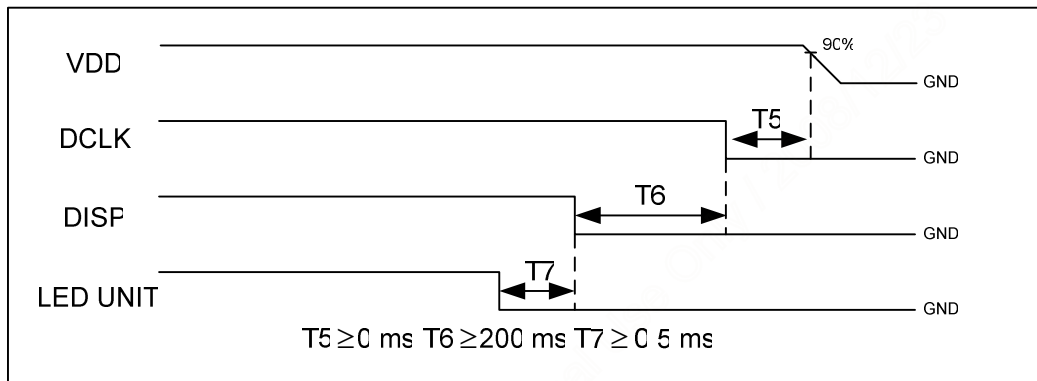 VDD
90%
GND
T5
DCLK
GND
T6
DISP
GND
T7
LED UNIT
GND
T5 ≥0 ms T6 ≥200 ms T7 ≥ 0 5 ms